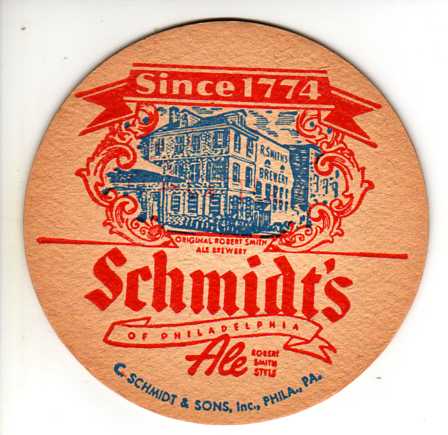 Since 1774
R. SMITH'S
BREWERY
ORIGINAL ROBERT SMITH
ALE BREWERY
Schmidt's
OF PHILADELPHIA
Ale
ROBERT
SMITH
STYLE
C. SCHMIDT & SONS, Inc., PHILA., PA.